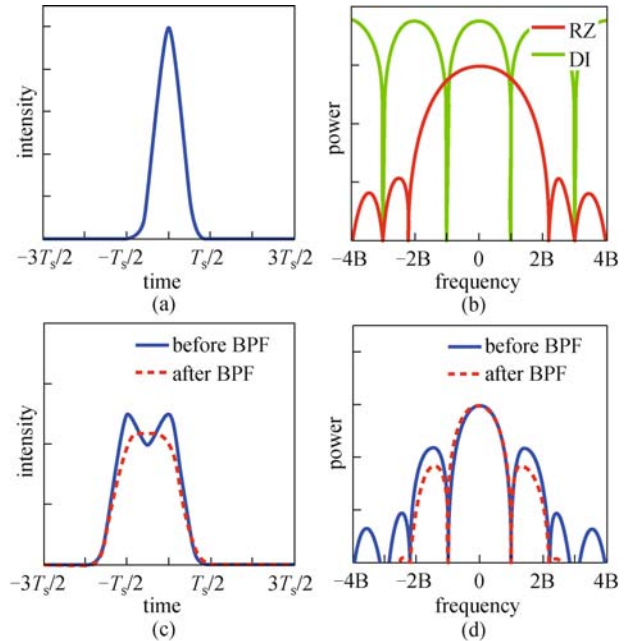 intensity
−3Tₛ/2 −Tₛ/2 Tₛ/2 3Tₛ/2
time
(a)
RZ
DI
power
−4B −2B 0 2B 4B
frequency
(b)
before BPF
after BPF
intensity
−3Tₛ/2 −Tₛ/2 Tₛ/2 3Tₛ/2
time
(c)
before BPF
after BPF
power
−4B −2B 0 2B 4B
frequency
(d)